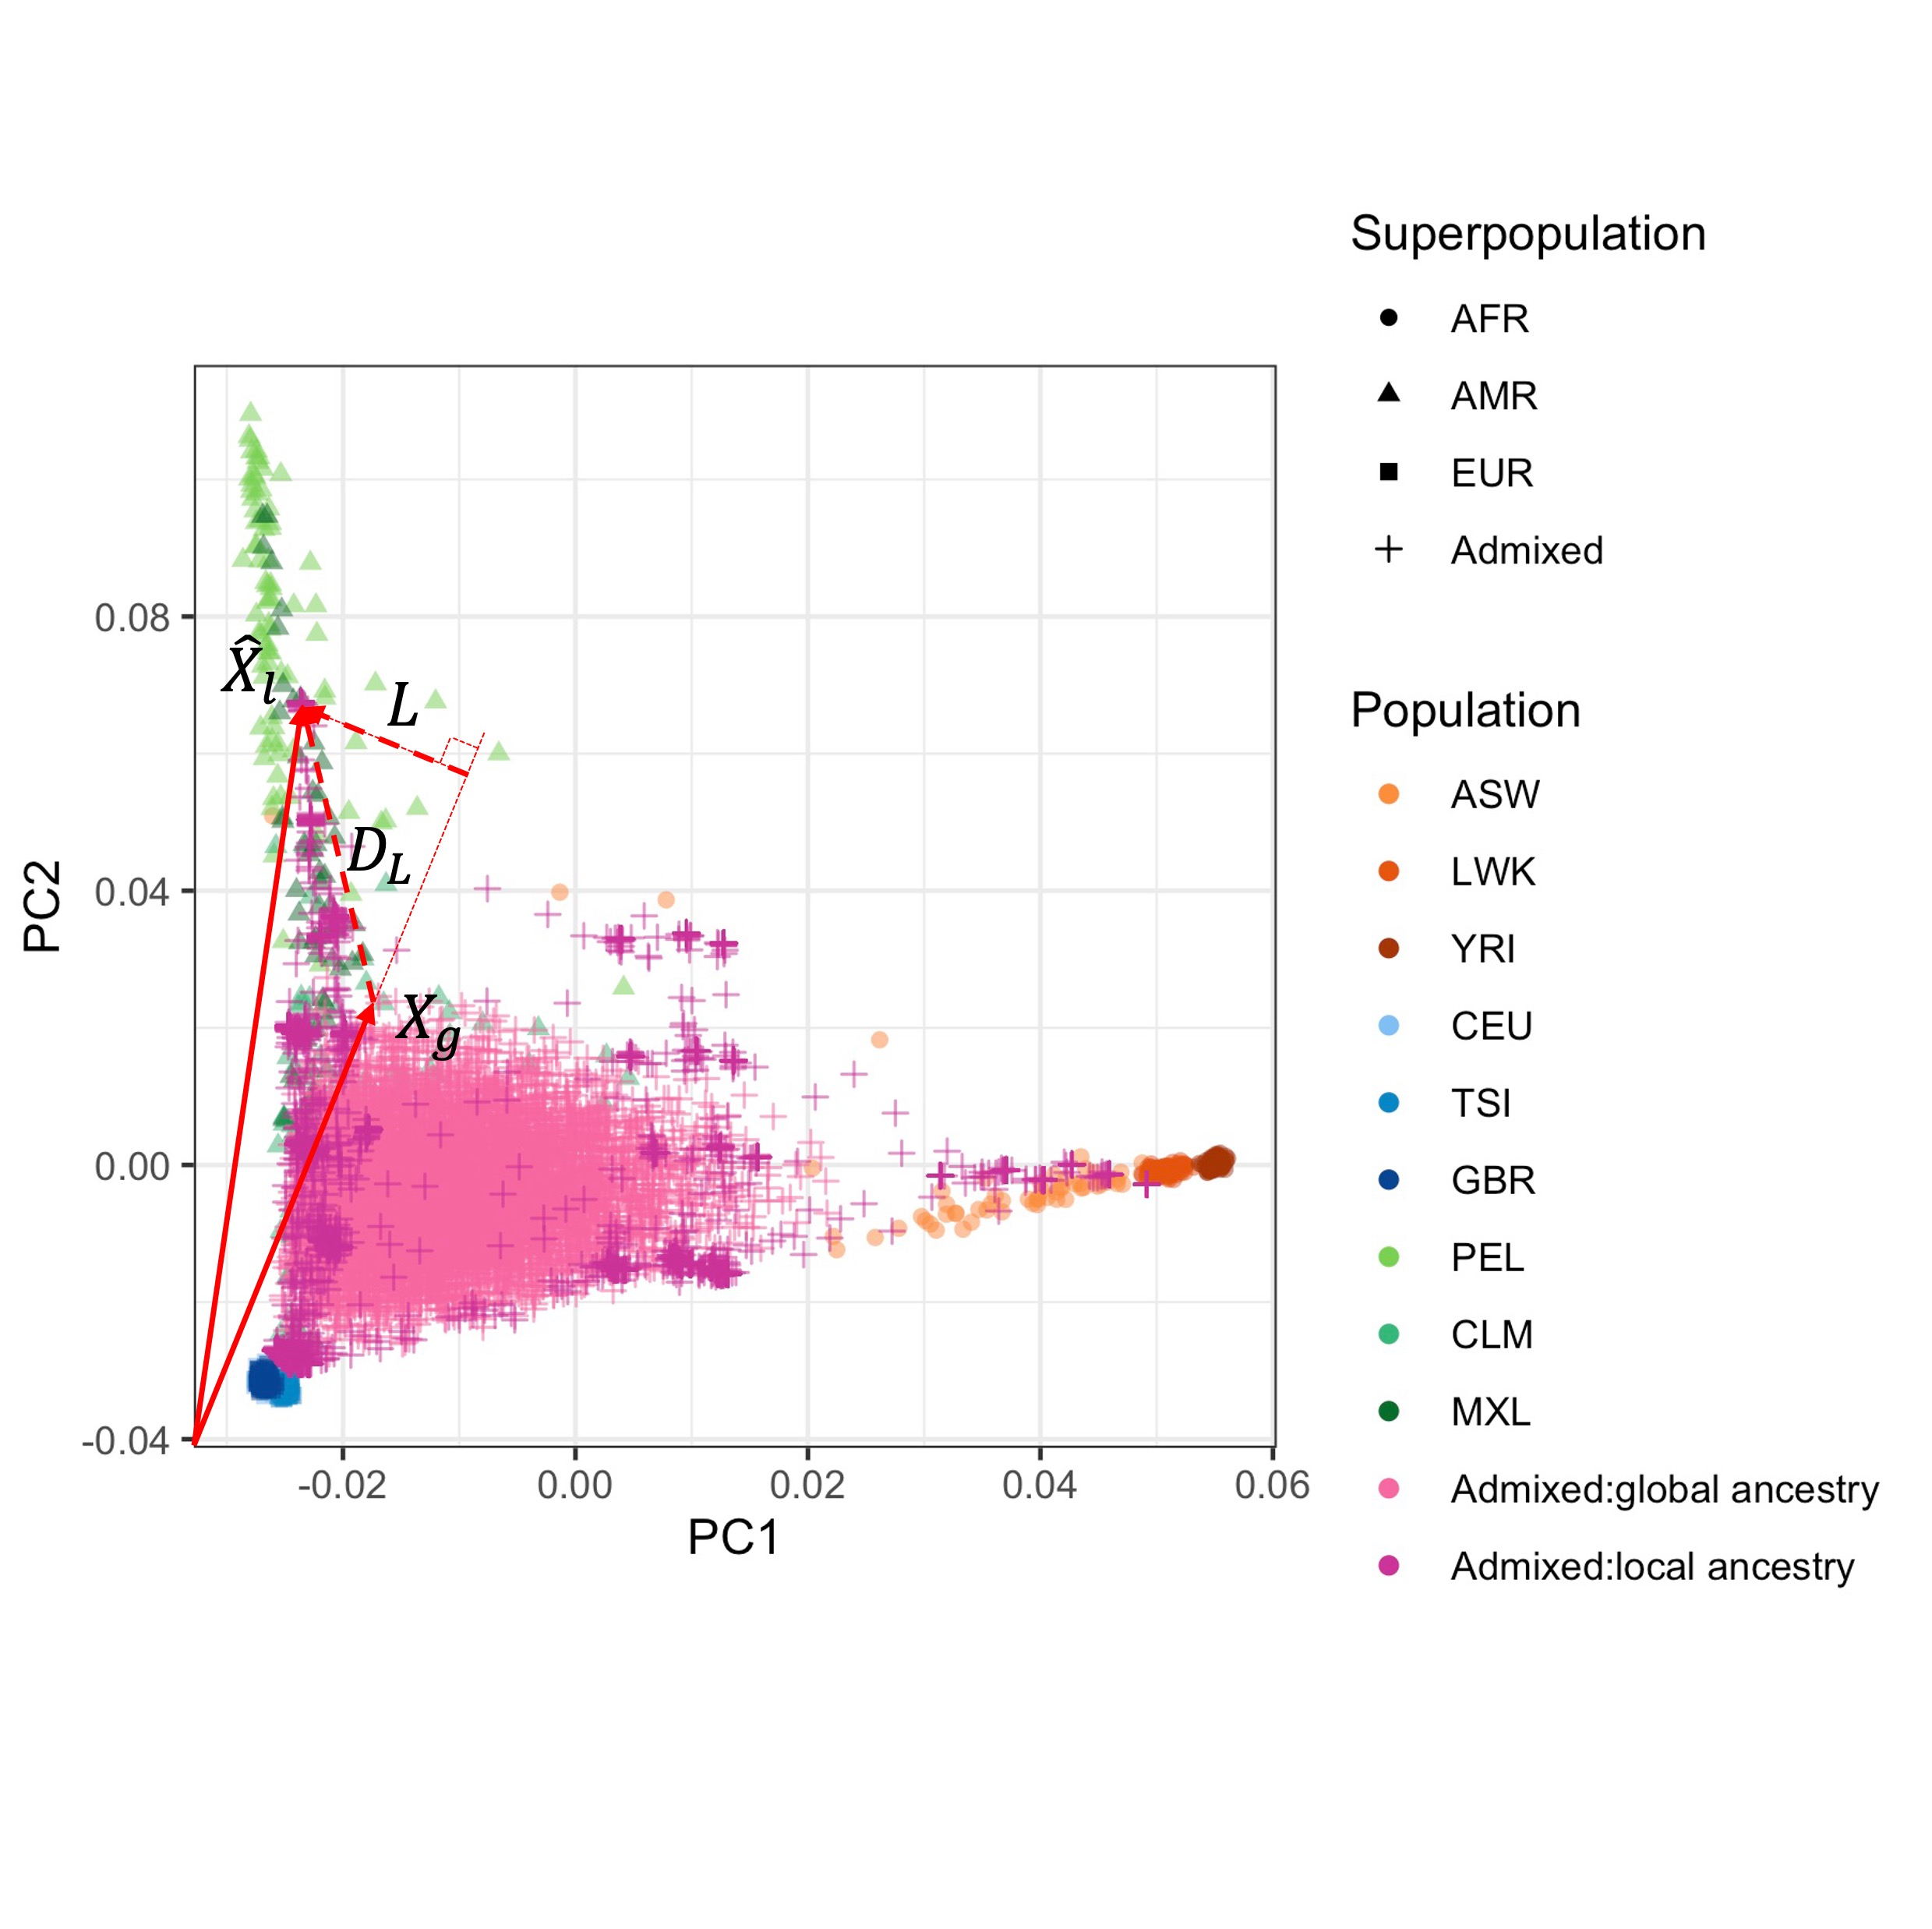 Superpopulation
AFR
AMR
EUR
Admixed
Population
ASW
LWK
YRI
CEU
TSI
GBR
PEL
CLM
MXL
Admixed:global ancestry
Admixed:local ancestry
PC2
0.08
0.04
0.00
-0.04
X̂l
L
DL
Xg
-0.02
0.00
0.02
0.04
0.06
PC1